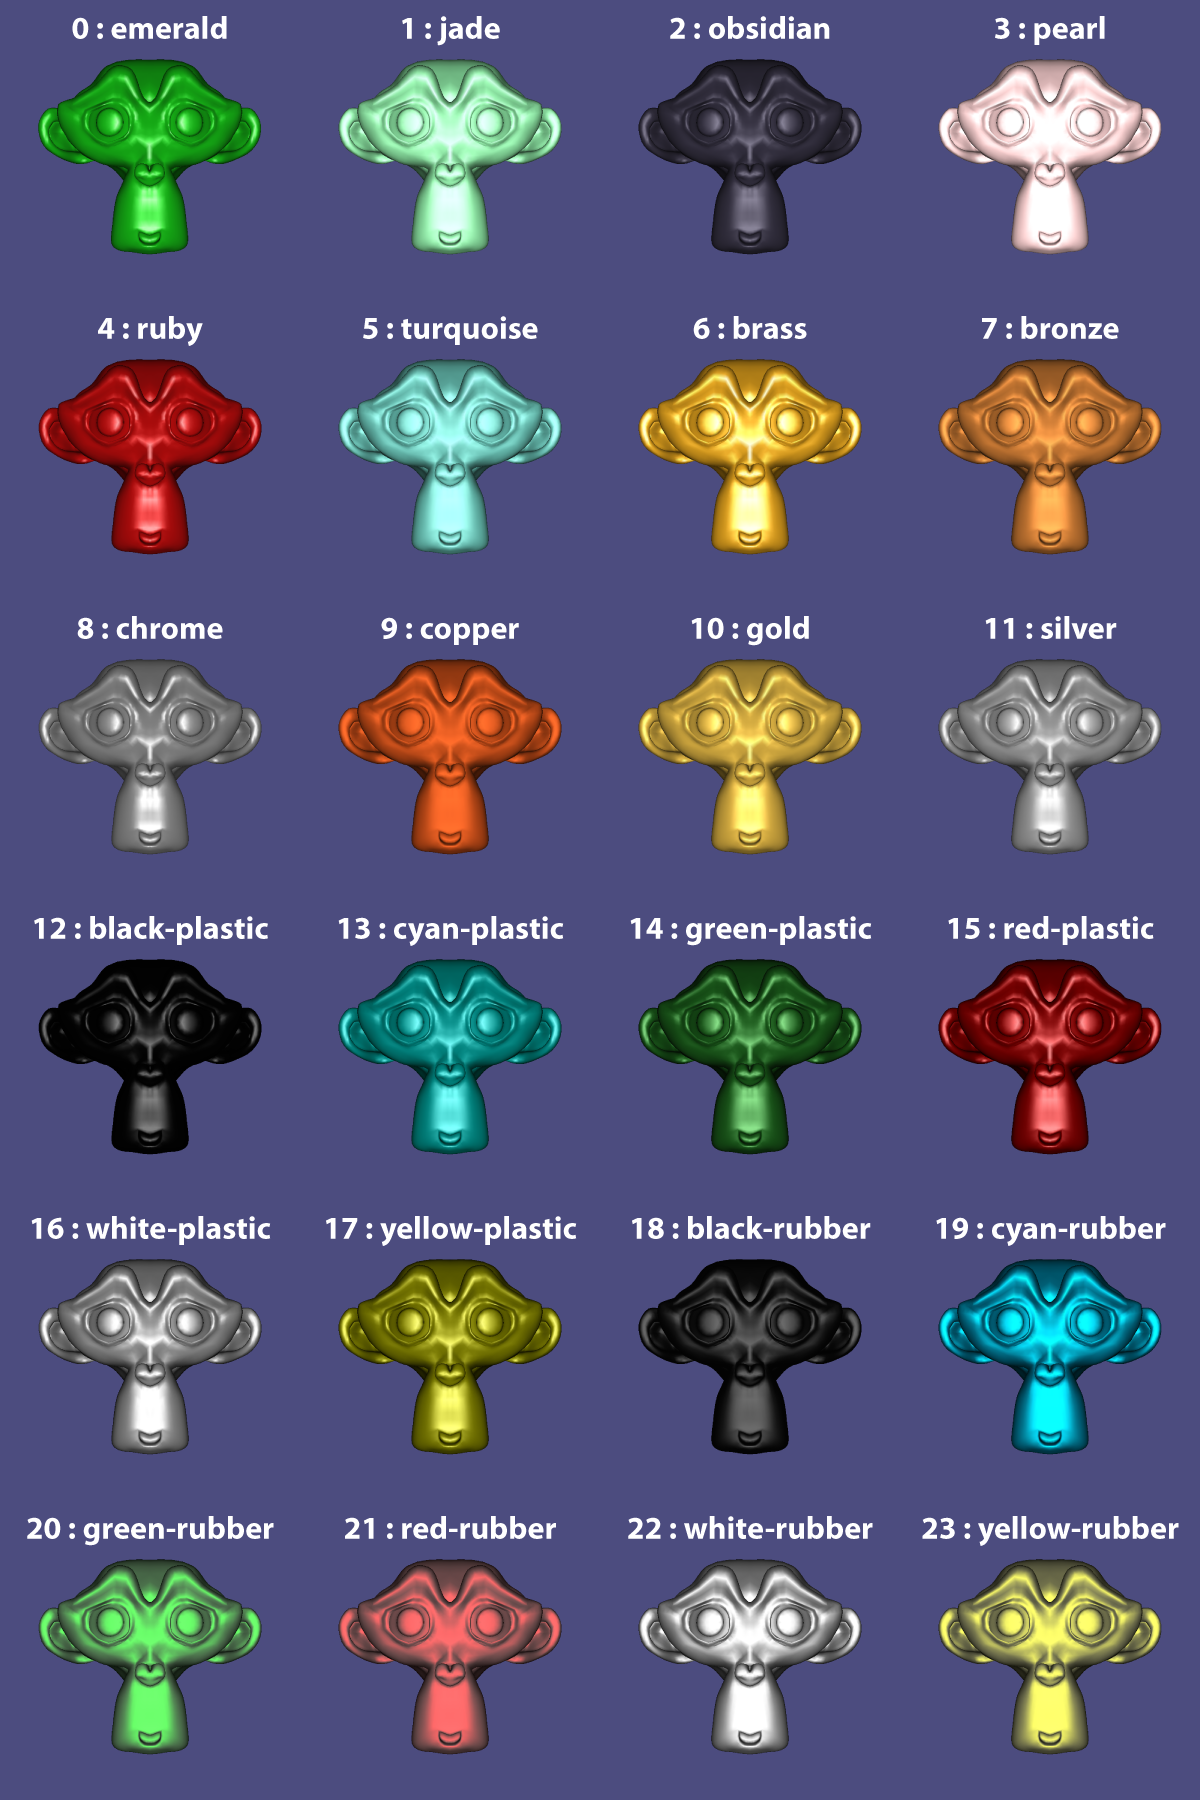 0 : emerald
1 : jade
2 : obsidian
3 : pearl
4 : ruby
5 : turquoise
6 : brass
7 : bronze
8 : chrome
9 : copper
10 : gold
11 : silver
12 : black-plastic
13 : cyan-plastic
14 : green-plastic
15 : red-plastic
16 : white-plastic
17 : yellow-plastic
18 : black-rubber
19 : cyan-rubber
20 : green-rubber
21 : red-rubber
22 : white-rubber
23 : yellow-rubber